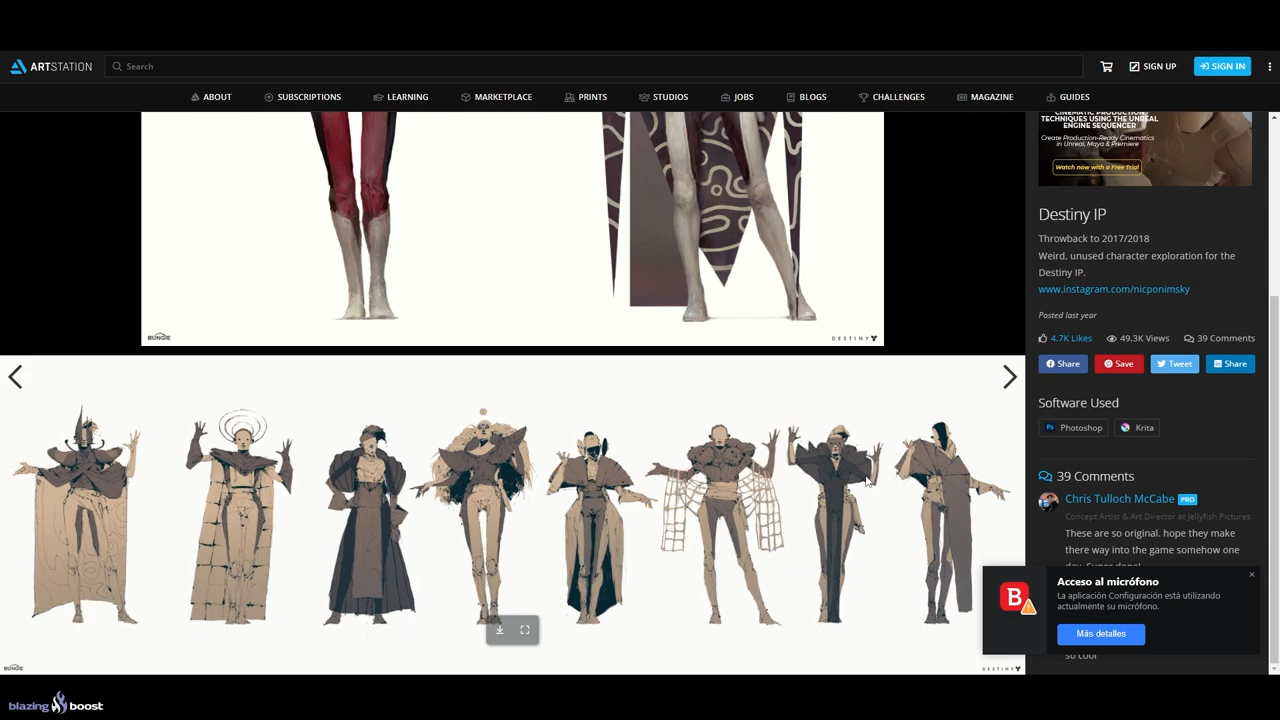 ARTSTATION
Search
SIGN UP
SIGN IN
ABOUT
SUBSCRIPTIONS
LEARNING
MARKETPLACE
PRINTS
STUDIOS
JOBS
BLOGS
CHALLENGES
MAGAZINE
GUIDES
CINEMATIC PRODUCTION
TECHNIQUES USING THE UNREAL
ENGINE SEQUENCER
Create Production-Ready Cinematics
in Unreal, Maya & Premiere
Watch now with a Free Trial
Destiny IP
Throwback to 2017/2018
Weird, unused character exploration for the
Destiny IP.
www.instagram.com/nicponimsky
Posted last year
4.7K Likes
49.3K Views
39 Comments
Share
Save
Tweet
Share
Software Used
Ps Photoshop
Krita
39 Comments
Chris Tulloch McCabe PRO
Concept Artist & Art Director at Jellyfish Pictures
These are so original. hope they make
there way into the game somehow one
B
Acceso al micrófono
La aplicación Configuración está utilizando
actualmente su micrófono.
Más detalles
so cool
BUNGIE
DESTINY
BUNGIE
DESTINY
blazing boost